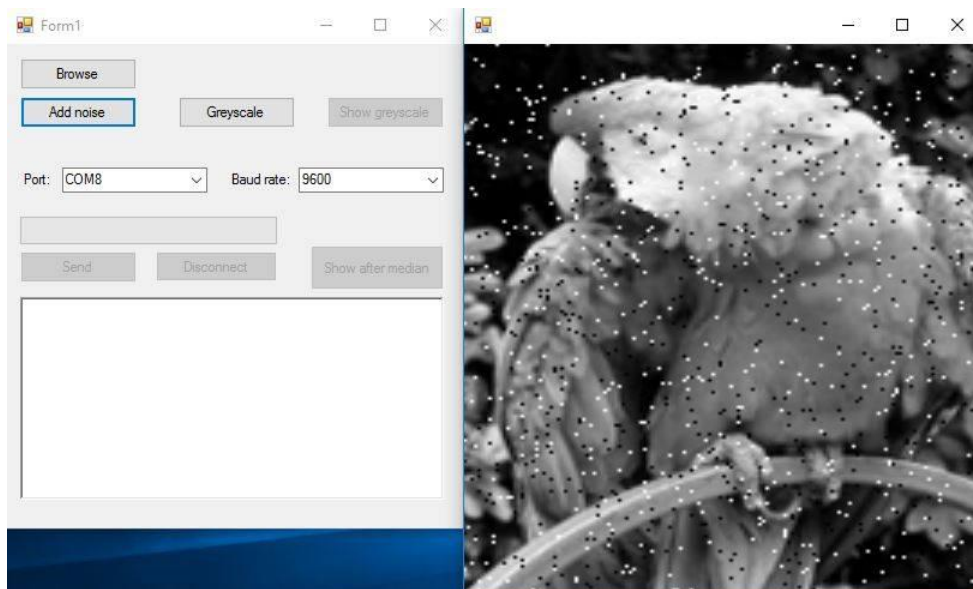 Form1
Browse
Add noise Greyscale Show greyscale
Port: COM8 Baud rate: 9600
Send Disconnect Show after median